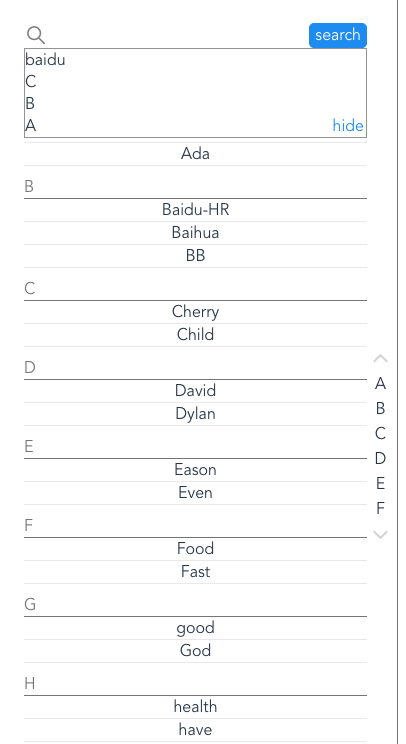 search
baidu
C
B
A hide
Ada
B
Baidu-HR
Baihua
BB
C
Cherry
Child
D
David
Dylan
E
Eason
Even
F
Food
Fast
G
good
God
H
health
have
A
B
C
D
E
F